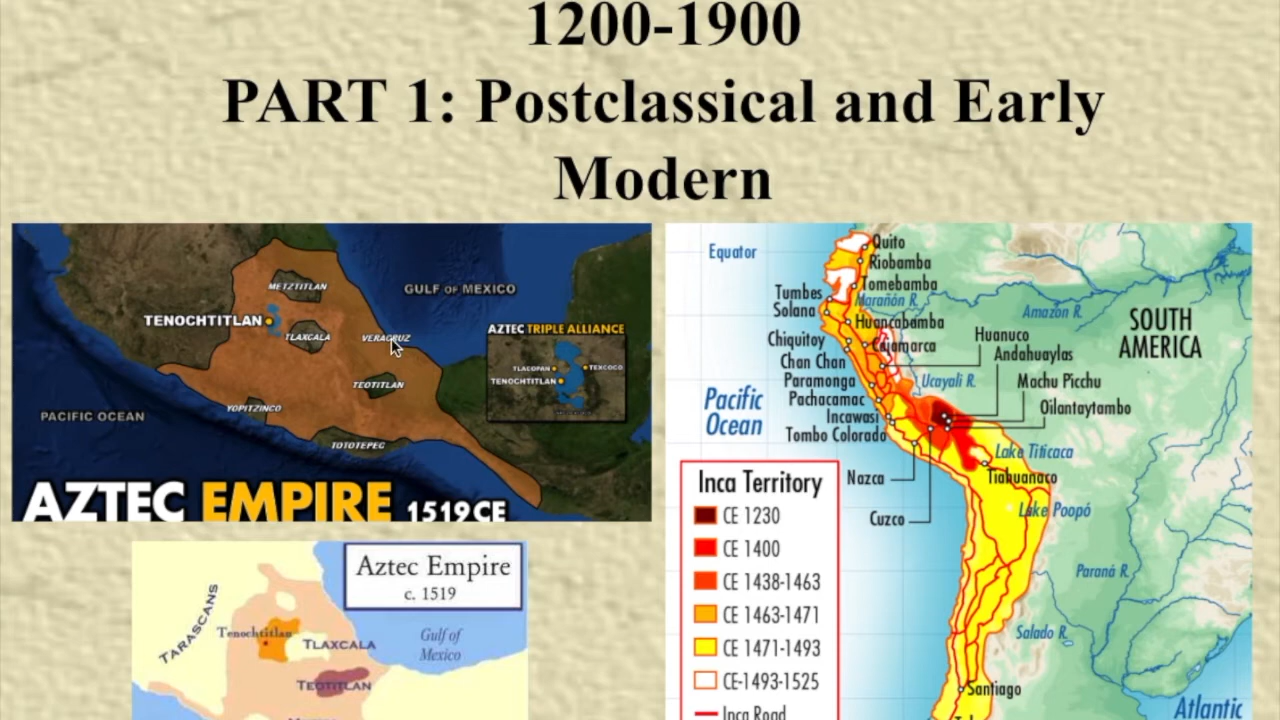 1200-1900
PART 1: Postclassical and Early
Modern
METZTITLAN
GULF OF MEXICO
TENOCHTITLAN
TLAXCALA
VERACRUZ
AZTEC TRIPLE ALLIANCE
TLACOPAN
TEXCOCO
TENOCHTITLAN
TEOTITLAN
YOPITZINCO
PACIFIC OCEAN
TOTOTEPEC
AZTEC EMPIRE 1519CE
Aztec Empire
c. 1519
TARASCANS
Tenochtitlan
TLAXCALA
Gulf of
Mexico
TEOTITLAN
Equator
Quito
Riobamba
Tomebamba
Tumbes
Solana
Marañón R.
Amazon R.
Huancabamba
SOUTH
AMERICA
Chiquitoy
Cajamarca
Huanuco
Andahuaylas
Chan Chan
Paramonga
Ucayali R.
Machu Picchu
Pachacamac
Pacific
Ocean
Incawasi
Oilantaytambo
Tombo Colorado
Lake Titicaca
Nazca
Tiahuanaco
Cuzco
Lake Poopó
Inca Territory
CE 1230
CE 1400
CE 1438-1463
CE 1463-1471
CE 1471-1493
CE-1493-1525
Inca Road
Paraná R.
Salado R.
Santiago
Atlantic